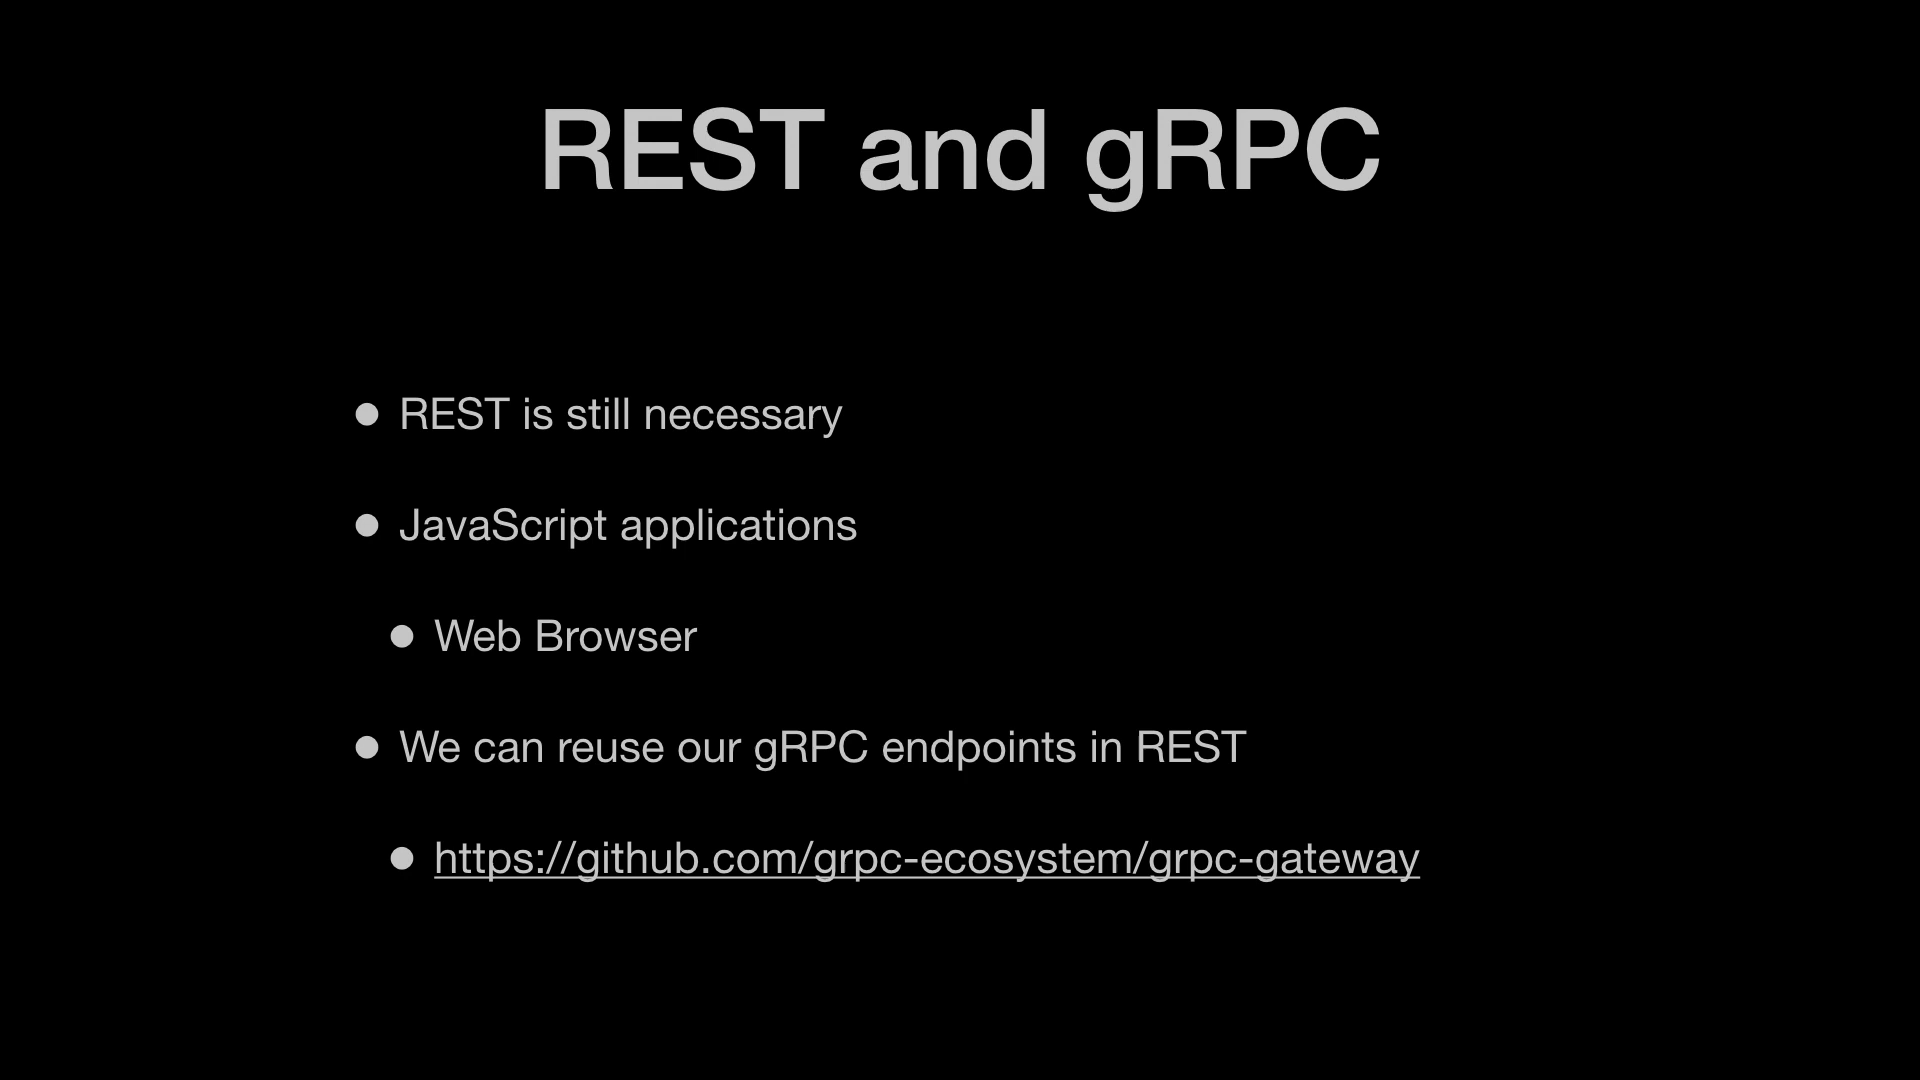 REST and gRPC
• REST is still necessary
• JavaScript applications
• Web Browser
• We can reuse our gRPC endpoints in REST
• https://github.com/grpc-ecosystem/grpc-gateway